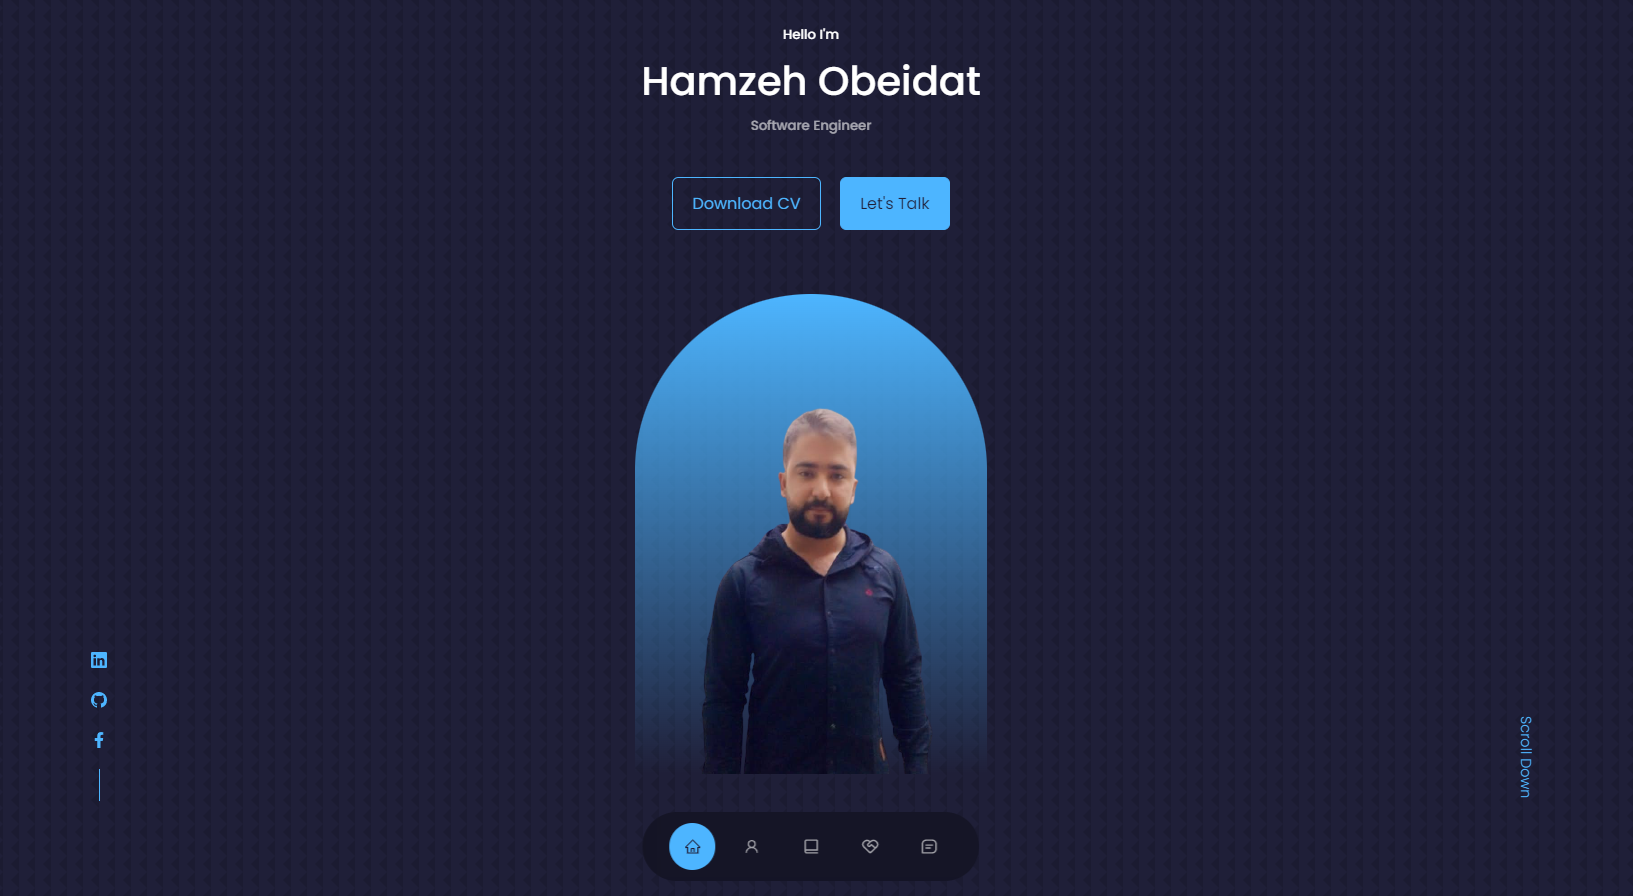 Hello I'm
Hamzeh Obeidat
Software Engineer
Download CV
Let's Talk
Scroll Down